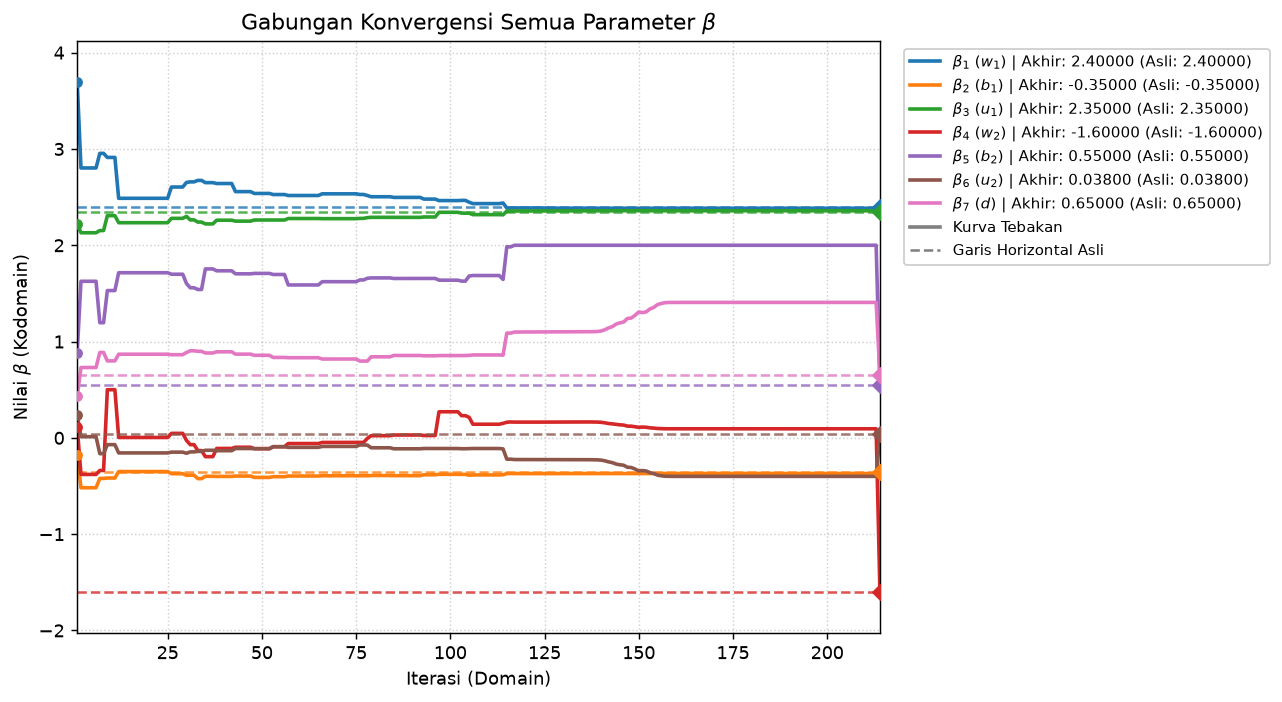 Gabungan Konvergensi Semua Parameter β
Nilai β (Kodomain)
4
3
2
1
0
−1
−2
25 50 75 100 125 150 175 200
Iterasi (Domain)
β₁ (w₁) | Akhir: 2.40000 (Asli: 2.40000)
β₂ (b₁) | Akhir: -0.35000 (Asli: -0.35000)
β₃ (u₁) | Akhir: 2.35000 (Asli: 2.35000)
β₄ (w₂) | Akhir: -1.60000 (Asli: -1.60000)
β₅ (b₂) | Akhir: 0.55000 (Asli: 0.55000)
β₆ (u₂) | Akhir: 0.03800 (Asli: 0.03800)
β₇ (d) | Akhir: 0.65000 (Asli: 0.65000)
Kurva Tebakan
Garis Horizontal Asli